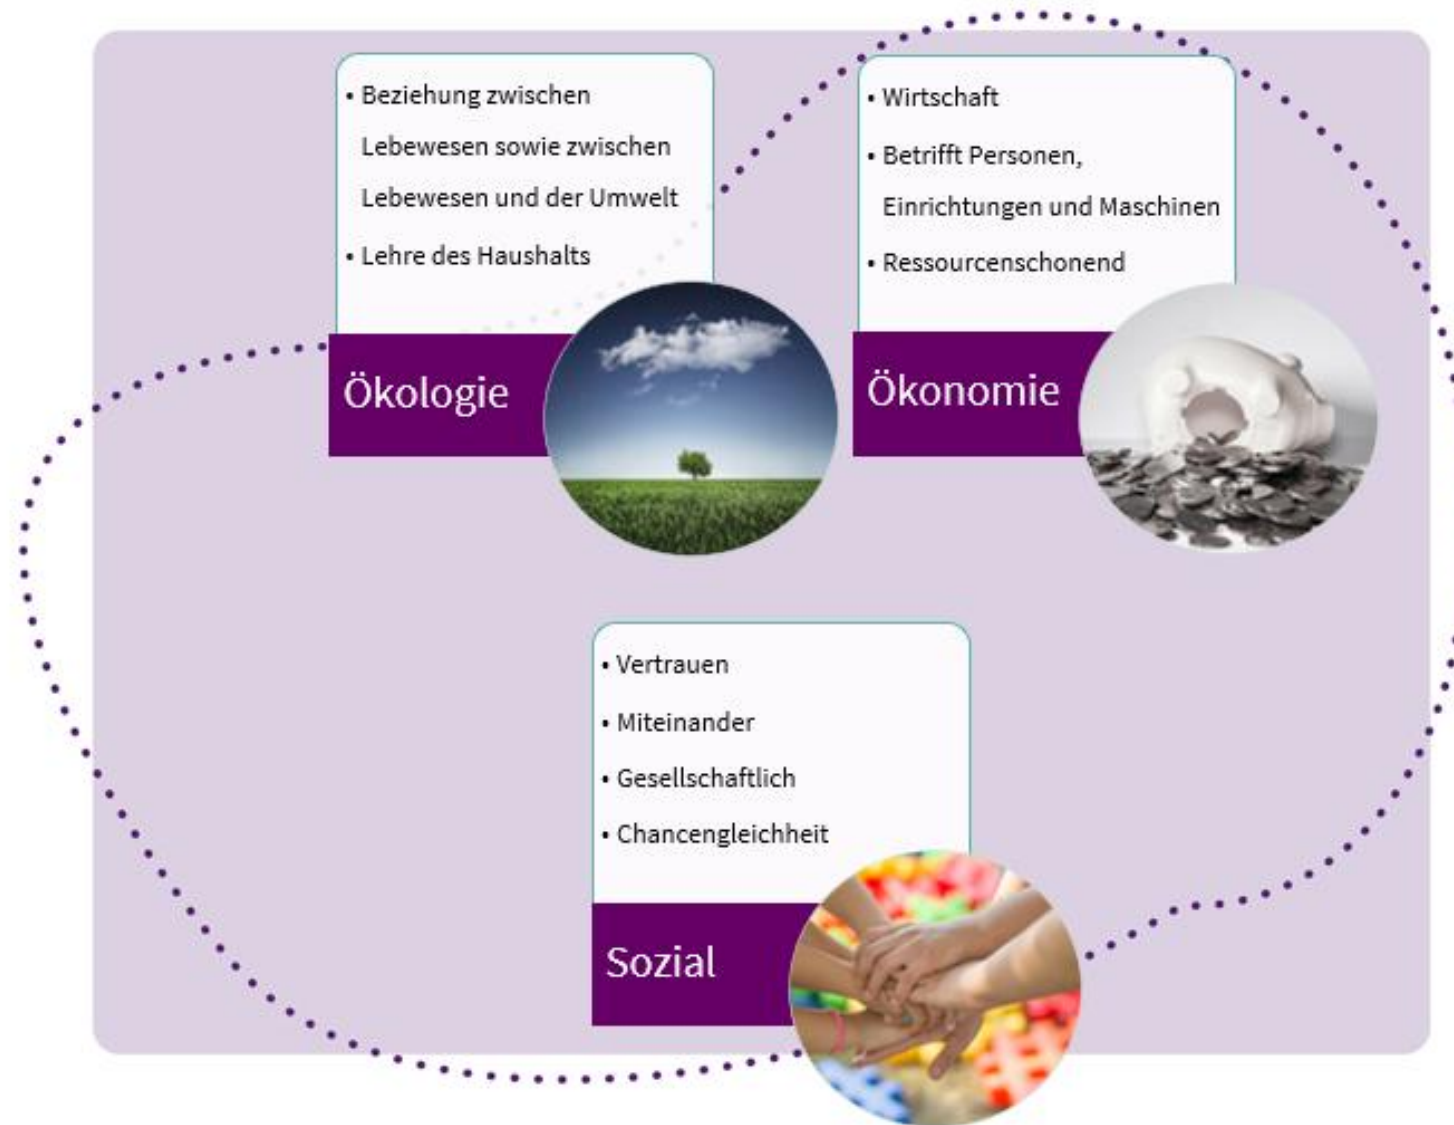 • Beziehung zwischen
Lebewesen sowie zwischen
Lebewesen und der Umwelt
• Lehre des Haushalts
Ökologie
• Wirtschaft
• Betrifft Personen,
Einrichtungen und Maschinen
• Ressourcenschonend
Ökonomie
• Vertrauen
• Miteinander
• Gesellschaftlich
• Chancengleichheit
Sozial